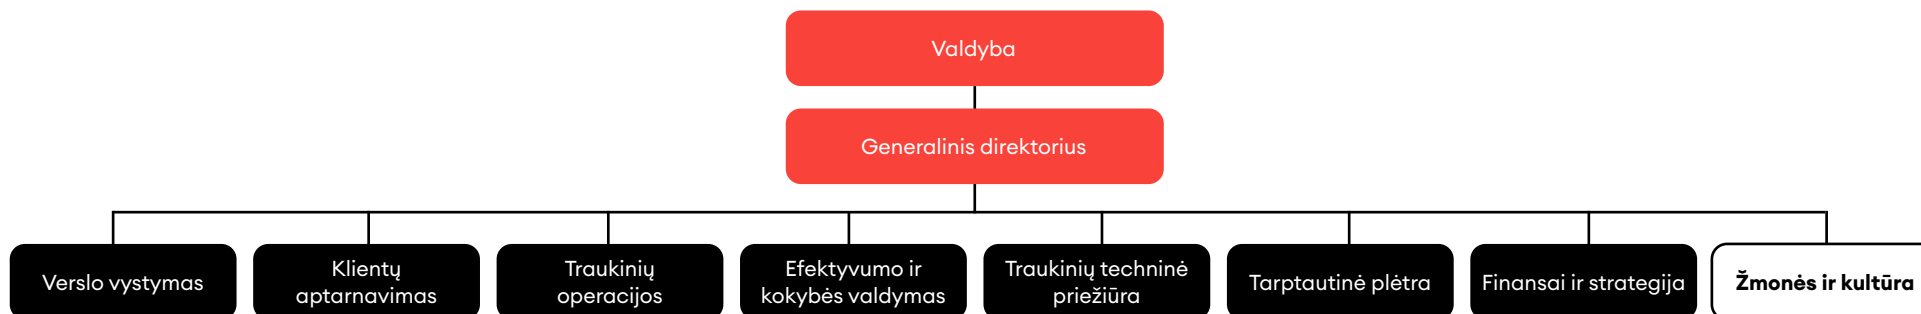 Valdyba
Generalinis direktorius
Verslo vystymas
Klientų
aptarnavimas
Traukinių
operacijos
Efektyvumo ir
kokybės valdymas
Traukinių techninė
priežiūra
Tarptautinė plėtra
Finansai ir strategija
Žmonės ir kultūra